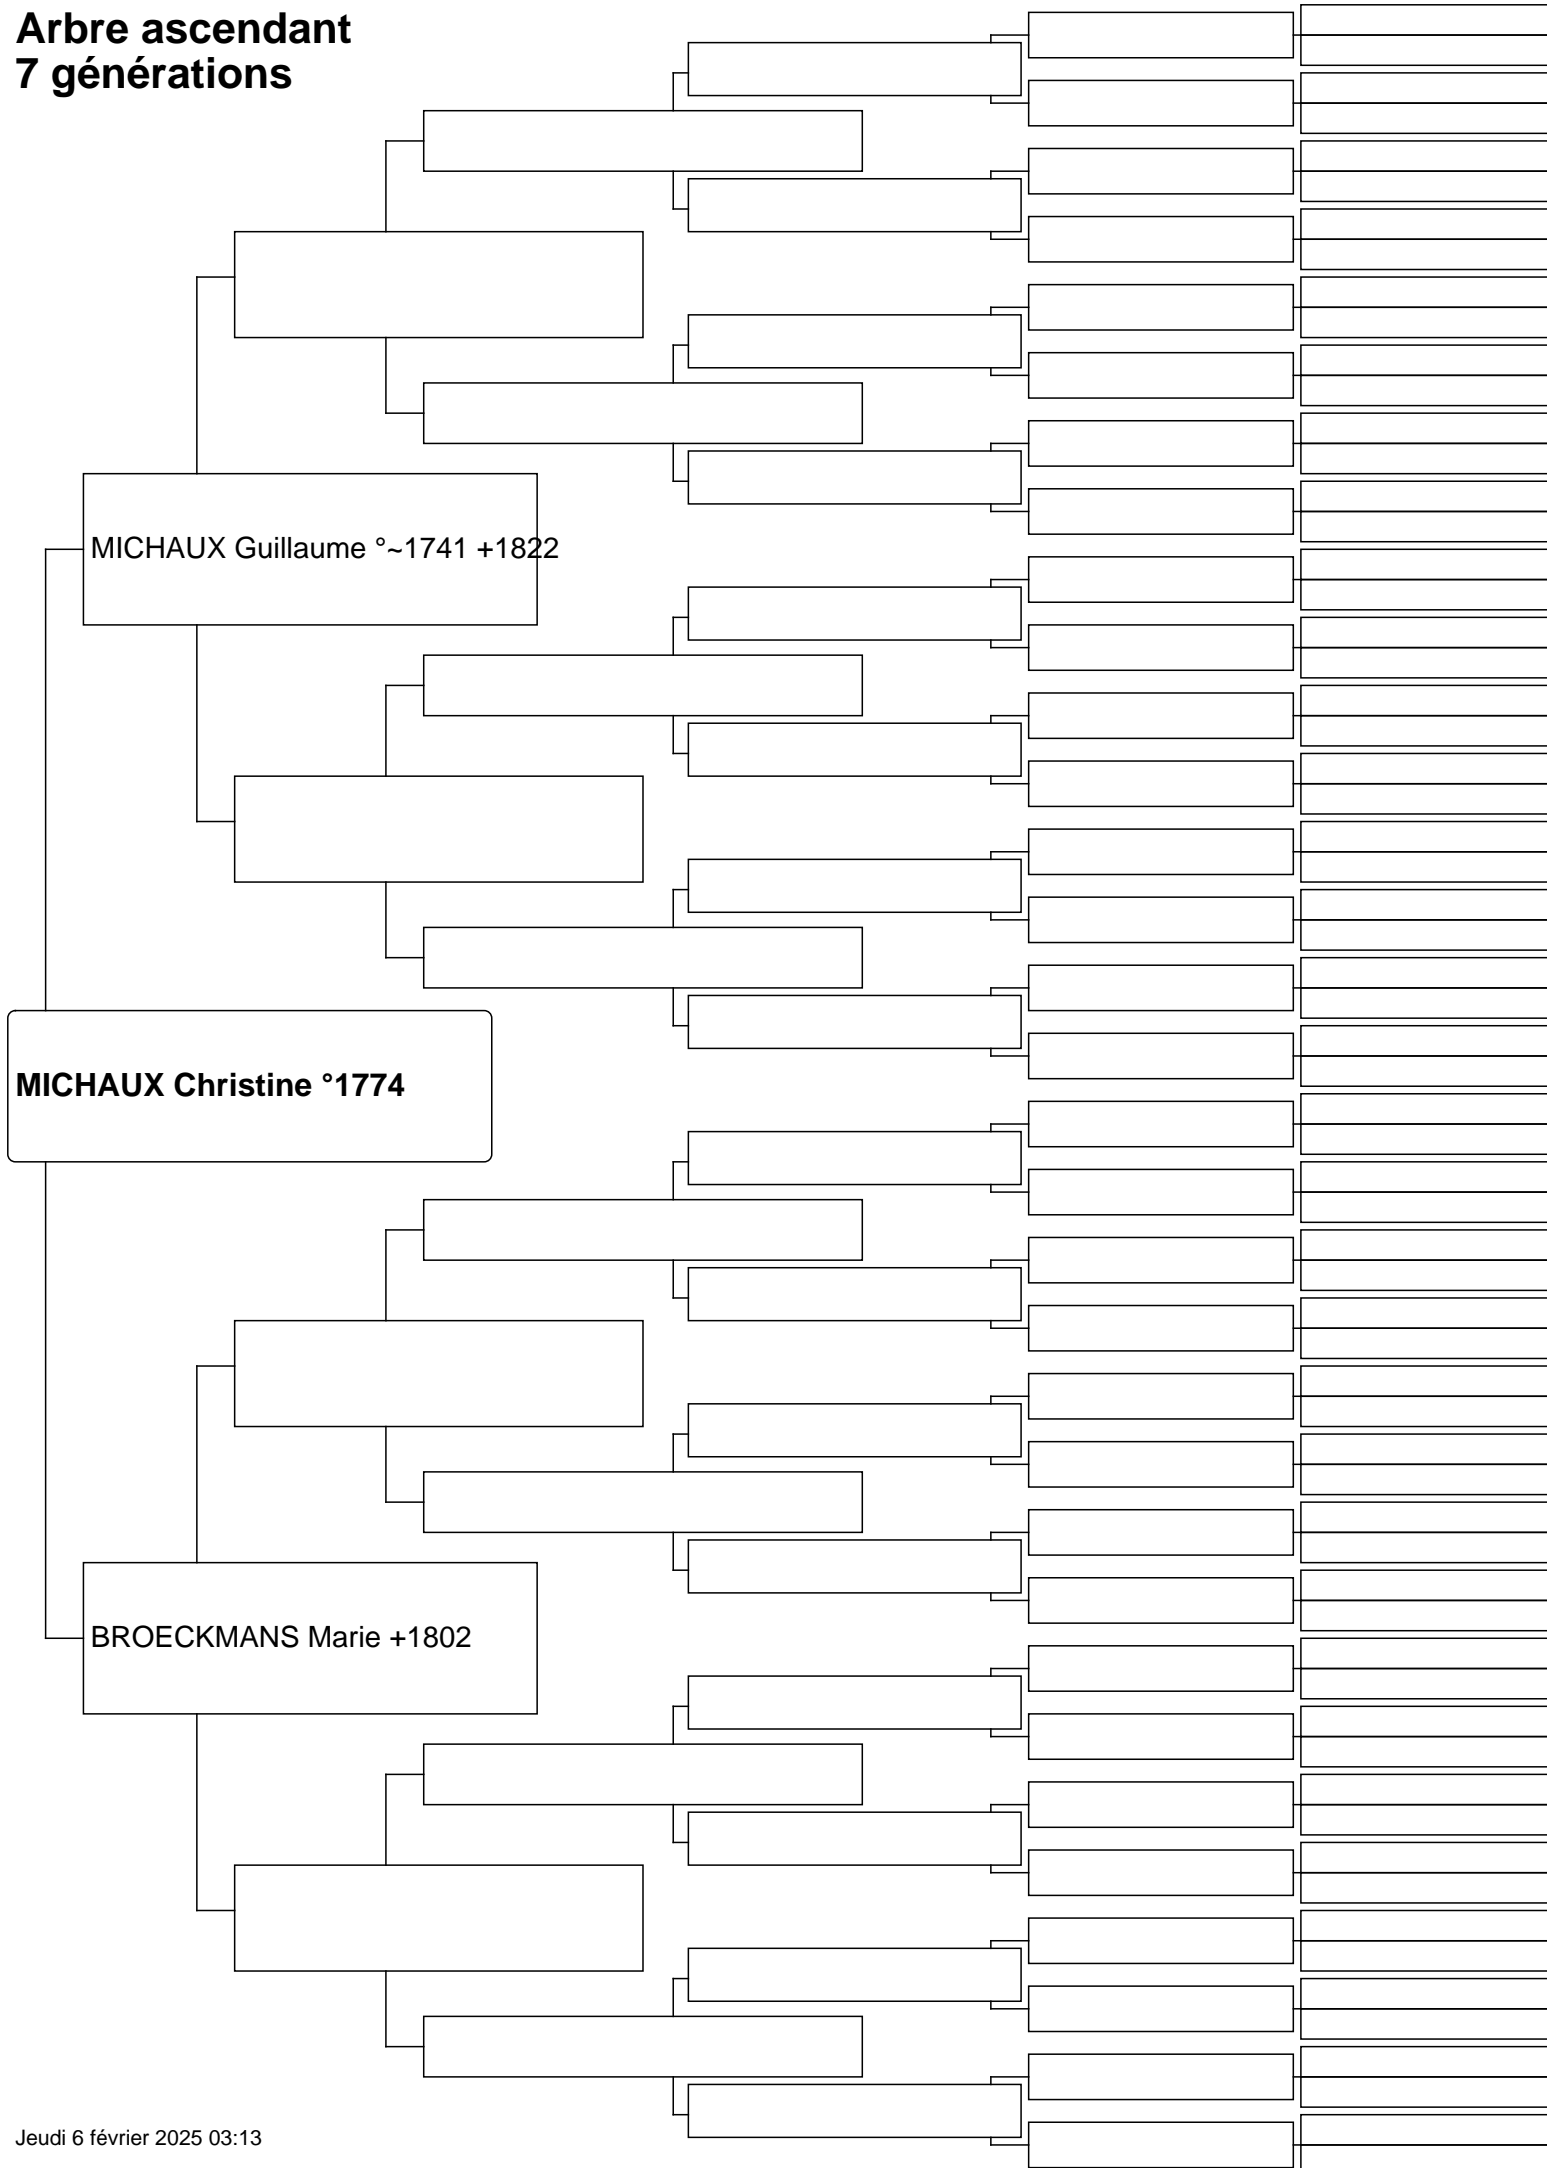 Arbre ascendant
7 générations
MICHAUX Guillaume °~1741 +1822
MICHAUX Christine °1774
BROECKMANS Marie +1802
Jeudi 6 février 2025 03:13